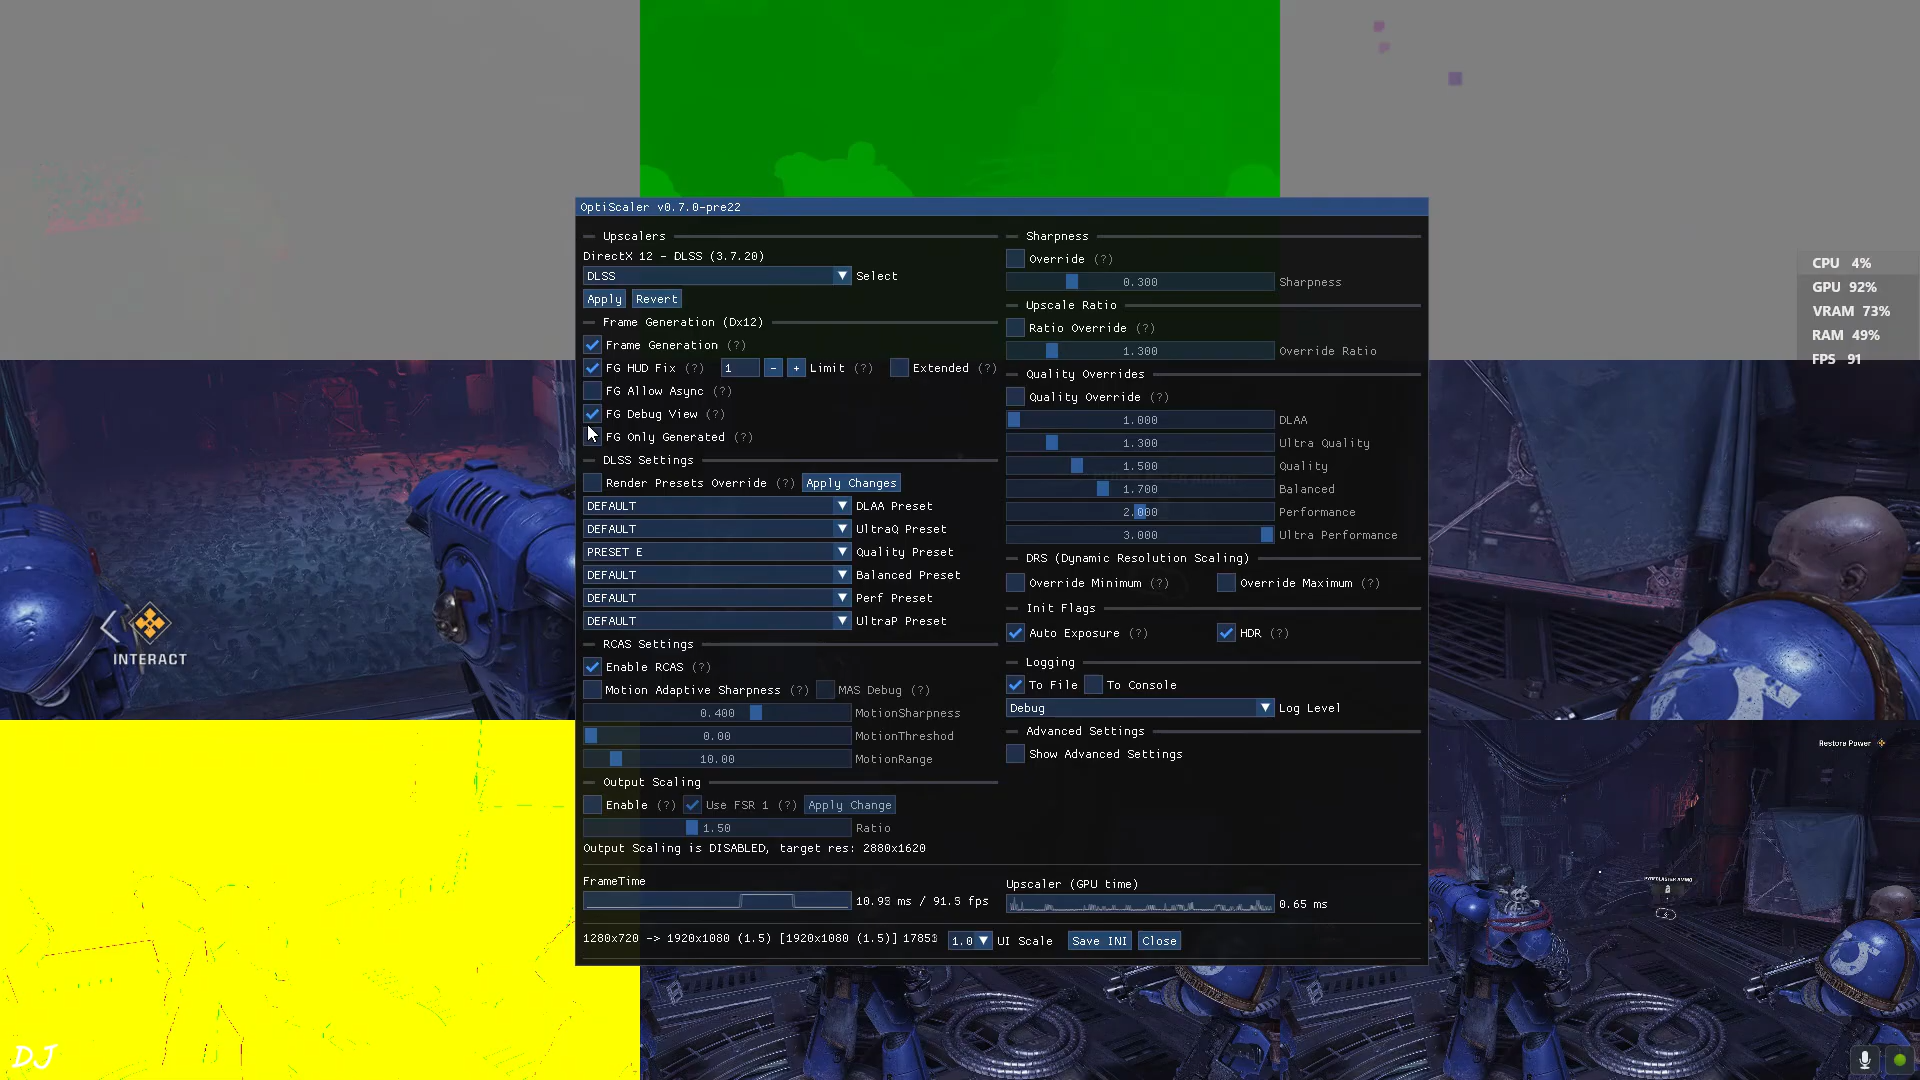 OptiScaler v0.7.0-pre22
Upscalers
DirectX 12 - DLSS (3.7.20)
DLSS Select
Apply Revert
Frame Generation (Dx12)
Frame Generation (?)
FG HUD Fix (?) 1 - + Limit (?) Extended (?)
FG Allow Async (?)
FG Debug View (?)
FG Only Generated (?)
DLSS Settings
Render Presets Override (?) Apply Changes
DEFAULT DLAA Preset
DEFAULT UltraQ Preset
PRESET E Quality Preset
DEFAULT Balanced Preset
DEFAULT Perf Preset
DEFAULT UltraP Preset
RCAS Settings
Enable RCAS (?)
Motion Adaptive Sharpness (?) MAS Debug (?)
0.400 MotionSharpness
0.00 MotionThreshod
10.00 MotionRange
Output Scaling
Enable (?) Use FSR 1 (?) Apply Change
1.50 Ratio
Output Scaling is DISABLED, target res: 2880x1620
FrameTime
10.93 ms / 91.5 fps
Sharpness
Override (?)
0.300 Sharpness
Upscale Ratio
Ratio Override (?)
1.300 Override Ratio
Quality Overrides
Quality Override (?)
1.000 DLAA
1.300 Ultra Quality
1.500 Quality
1.700 Balanced
2.000 Performance
3.000 Ultra Performance
DRS (Dynamic Resolution Scaling)
Override Minimum (?) Override Maximum (?)
Init Flags
Auto Exposure (?) HDR (?)
Logging
To File To Console
Debug Log Level
Advanced Settings
Show Advanced Settings
Upscaler (GPU time)
0.65 ms
1280x720 -> 1920x1080 (1.5) [1920x1080 (1.5)] 1.0 UI Scale Save INI Close
CPU 4%
GPU 92%
VRAM 73%
RAM 49%
FPS 91
INTERACT
Restore Power
DJ